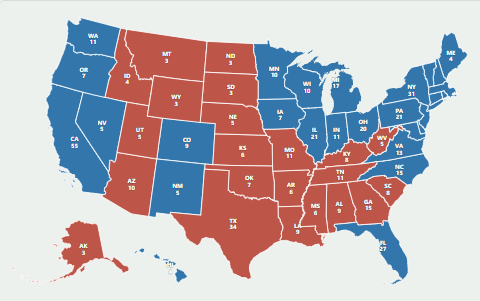 WA
11
OR
7
CA
55
NV
5
ID
4
MT
3
WY
3
UT
5
AZ
10
CO
9
NM
5
ND
3
SD
3
NE
5
KS
6
OK
7
TX
34
MN
10
IA
7
MO
11
AR
6
LA
9
WI
10
IL
21
MI
17
IN
11
OH
20
KY
8
TN
11
MS
6
AL
9
GA
15
FL
27
SC
8
NC
15
VA
13
WV
5
PA
21
NY
31
ME
4
AK
3